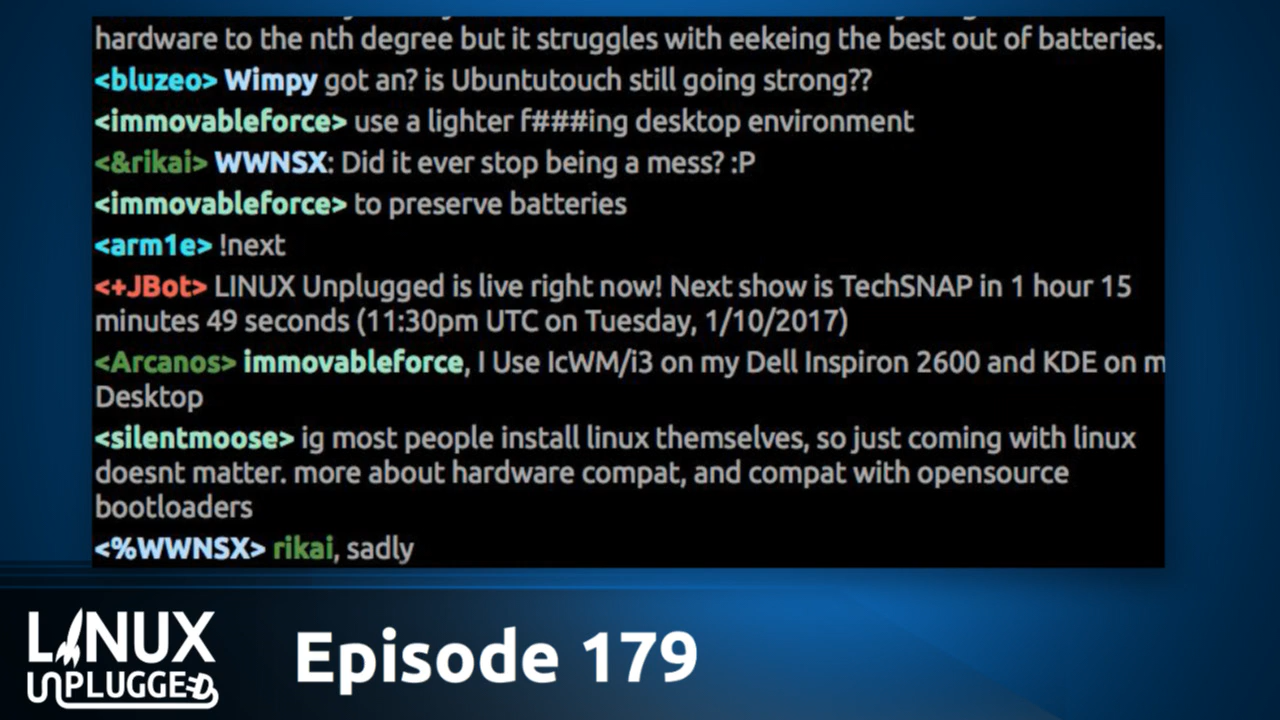 hardware to the nth degree but it struggles with eekeing the best out of batteries.
<bluzeo> Wimpy got an? is Ubuntutouch still going strong??
<immovableforce> use a lighter f###ing desktop environment
<&rikai> WWNSX: Did it ever stop being a mess? :P
<immovableforce> to preserve batteries
<arm1e> !next
<+JBot> LINUX Unplugged is live right now! Next show is TechSNAP in 1 hour 15
minutes 49 seconds (11:30pm UTC on Tuesday, 1/10/2017)
<Arcanos> immovableforce, I Use IcWM/i3 on my Dell Inspiron 2600 and KDE on m
Desktop
<silentmoose> ig most people install linux themselves, so just coming with linux
doesnt matter. more about hardware compat, and compat with opensource
bootloaders
<%WWNSX> rikai, sadly
LINUX
UNPLUGGED
Episode 179